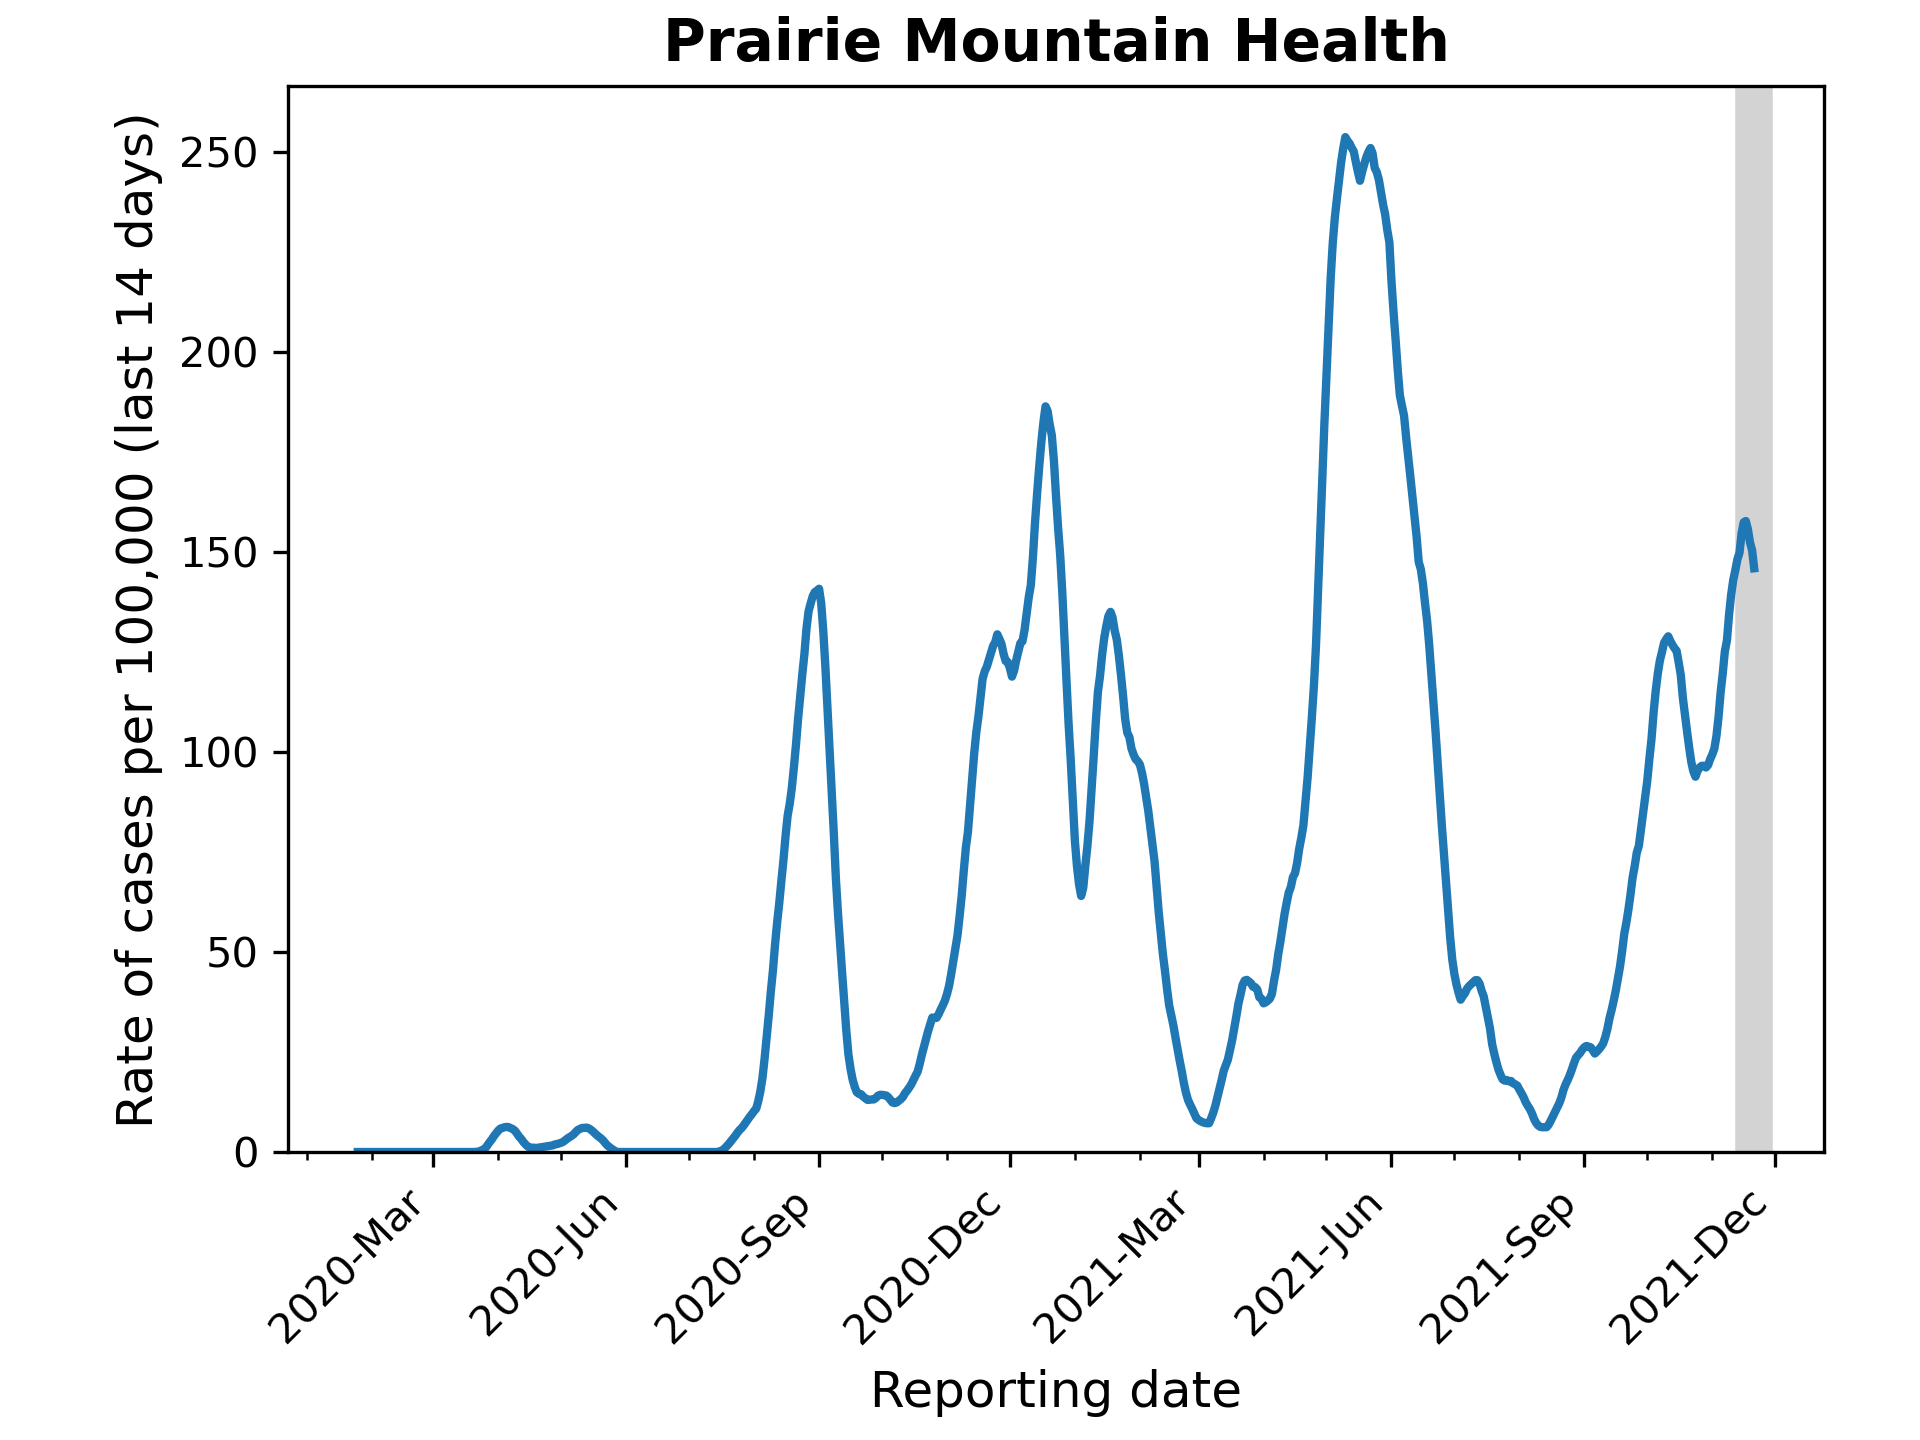 Prairie Mountain Health
Rate of cases per 100,000 (last 14 days)
250
200
150
100
50
0
2020-Mar
2020-Jun
2020-Sep
2020-Dec
2021-Mar
2021-Jun
2021-Sep
2021-Dec
Reporting date